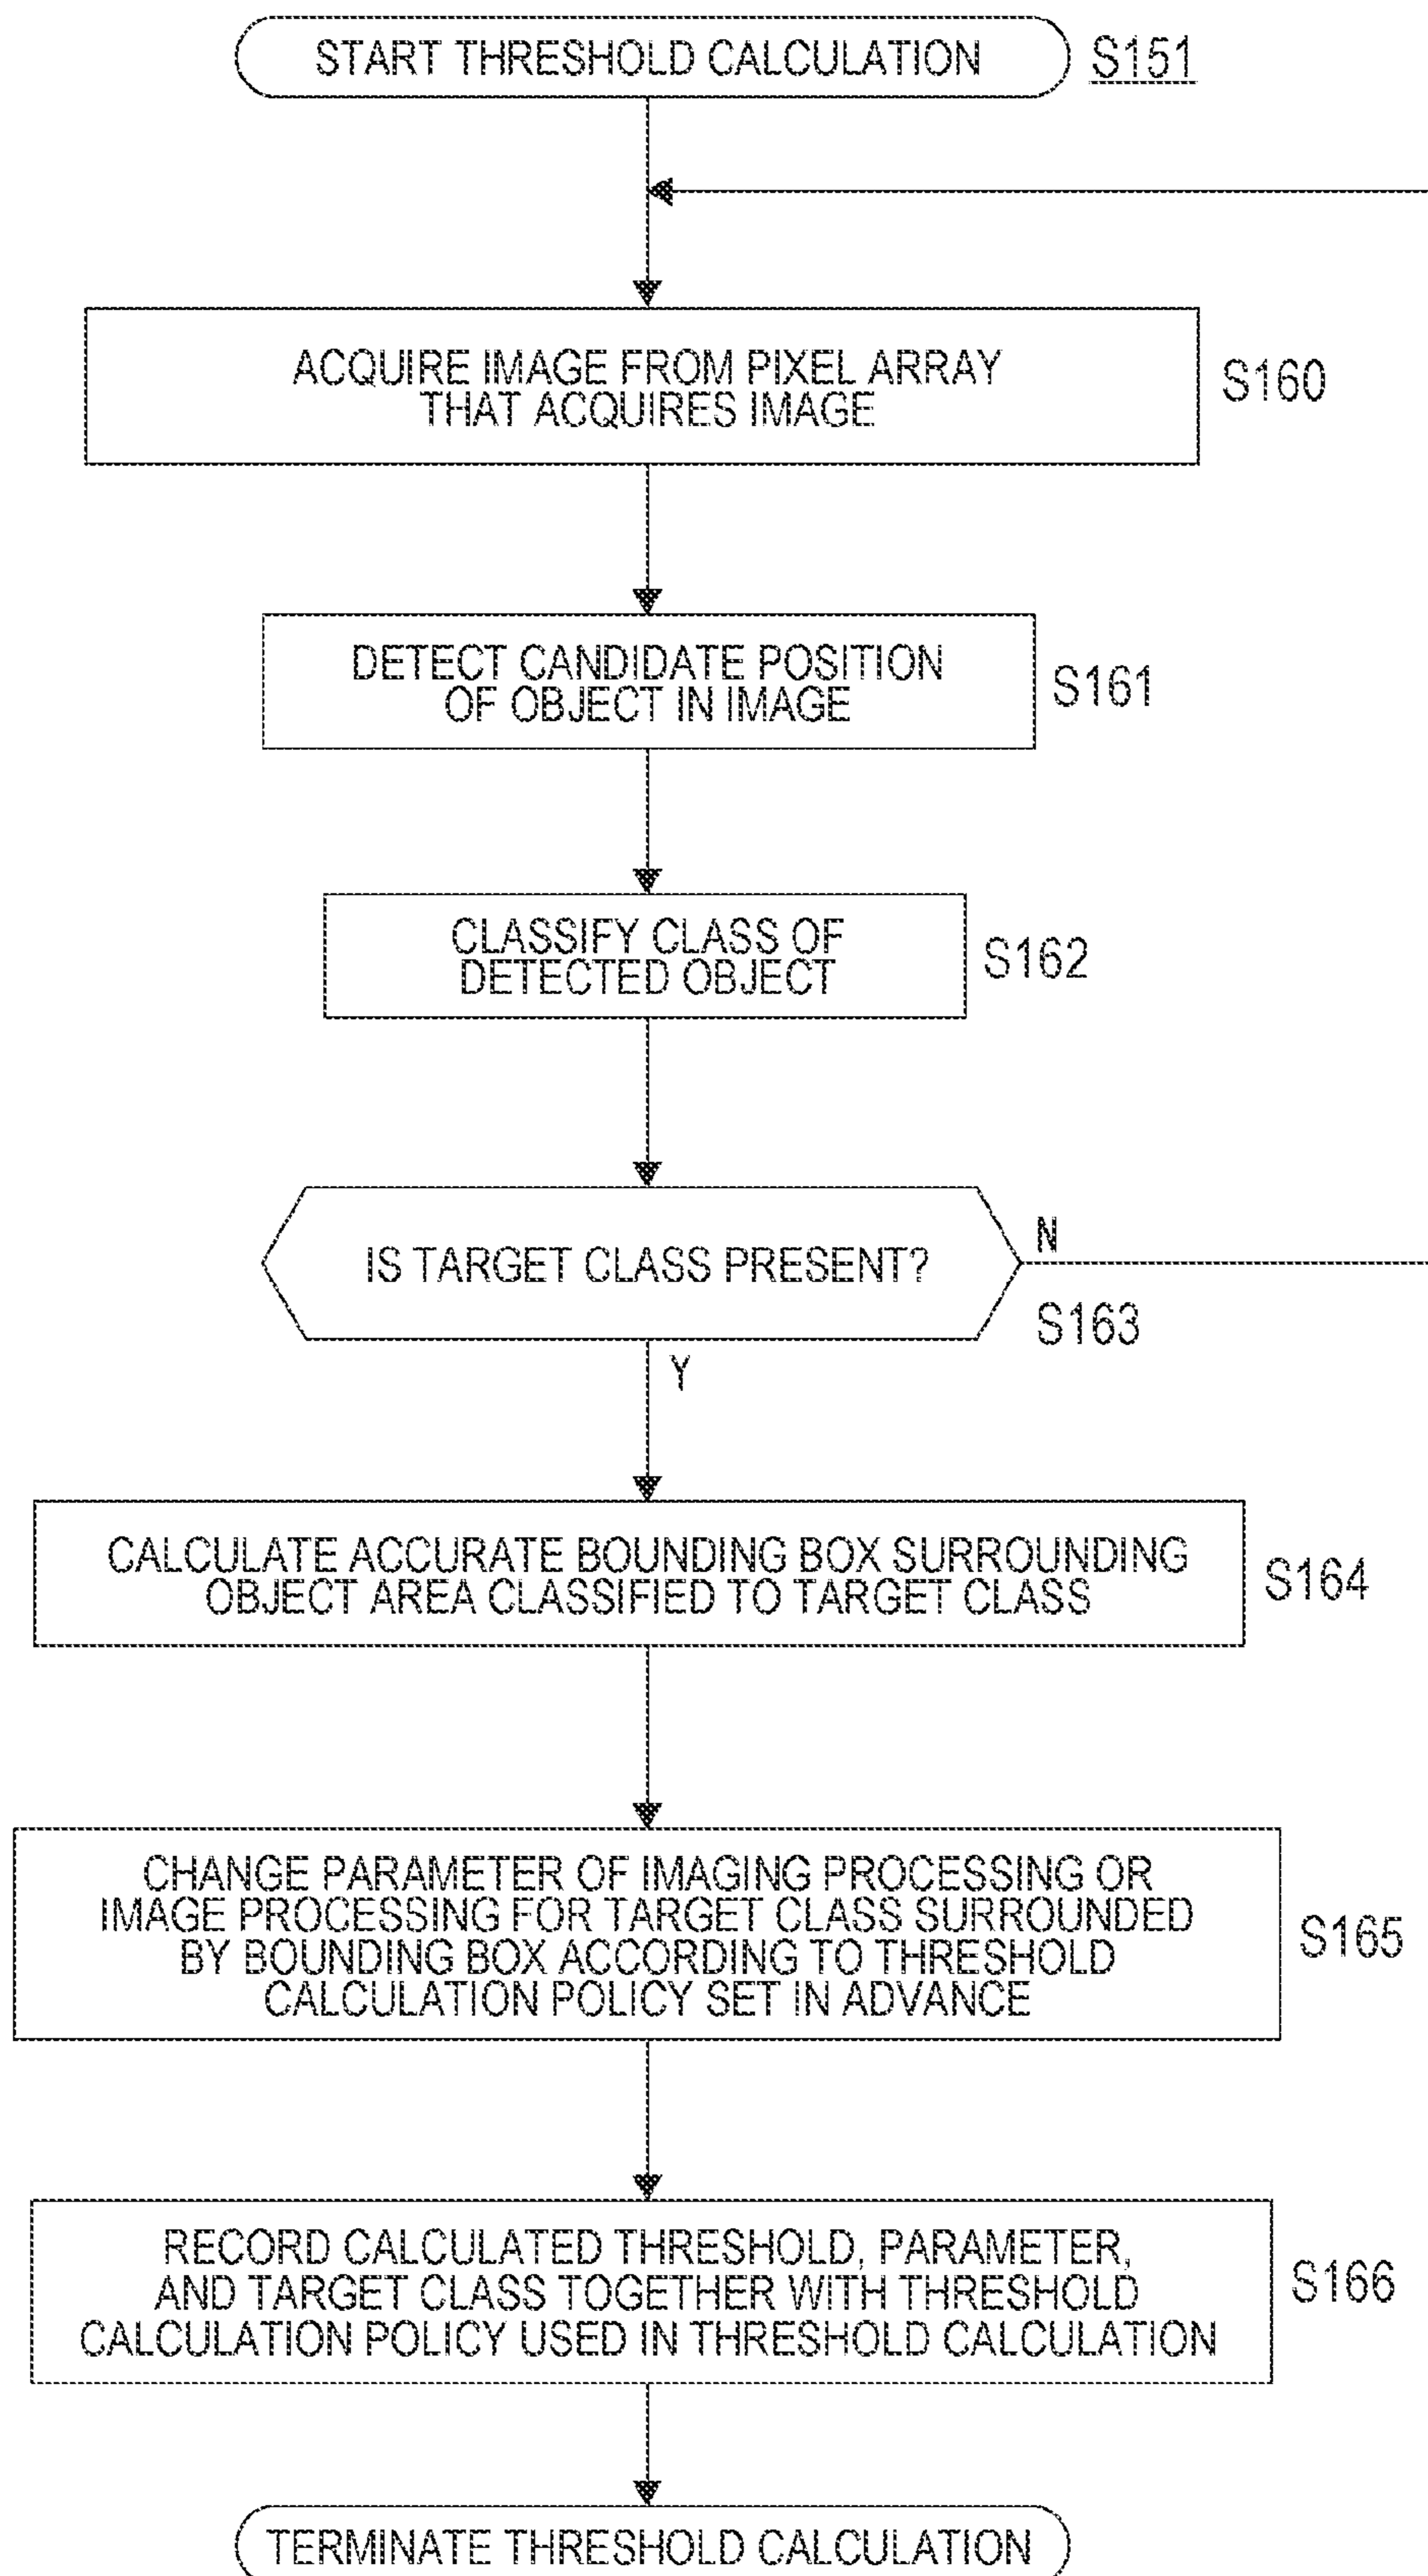 START THRESHOLD CALCULATION
S151
ACQUIRE IMAGE FROM PIXEL ARRAY
THAT ACQUIRES IMAGE
S160
DETECT CANDIDATE POSITION
OF OBJECT IN IMAGE
S161
CLASSIFY CLASS OF
DETECTED OBJECT
S162
IS TARGET CLASS PRESENT?
N
S163
Y
CALCULATE ACCURATE BOUNDING BOX SURROUNDING
OBJECT AREA CLASSIFIED TO TARGET CLASS
S164
CHANGE PARAMETER OF IMAGING PROCESSING OR
IMAGE PROCESSING FOR TARGET CLASS SURROUNDED
BY BOUNDING BOX ACCORDING TO THRESHOLD
CALCULATION POLICY SET IN ADVANCE
S165
RECORD CALCULATED THRESHOLD, PARAMETER,
AND TARGET CLASS TOGETHER WITH THRESHOLD
CALCULATION POLICY USED IN THRESHOLD CALCULATION
S166
TERMINATE THRESHOLD CALCULATION